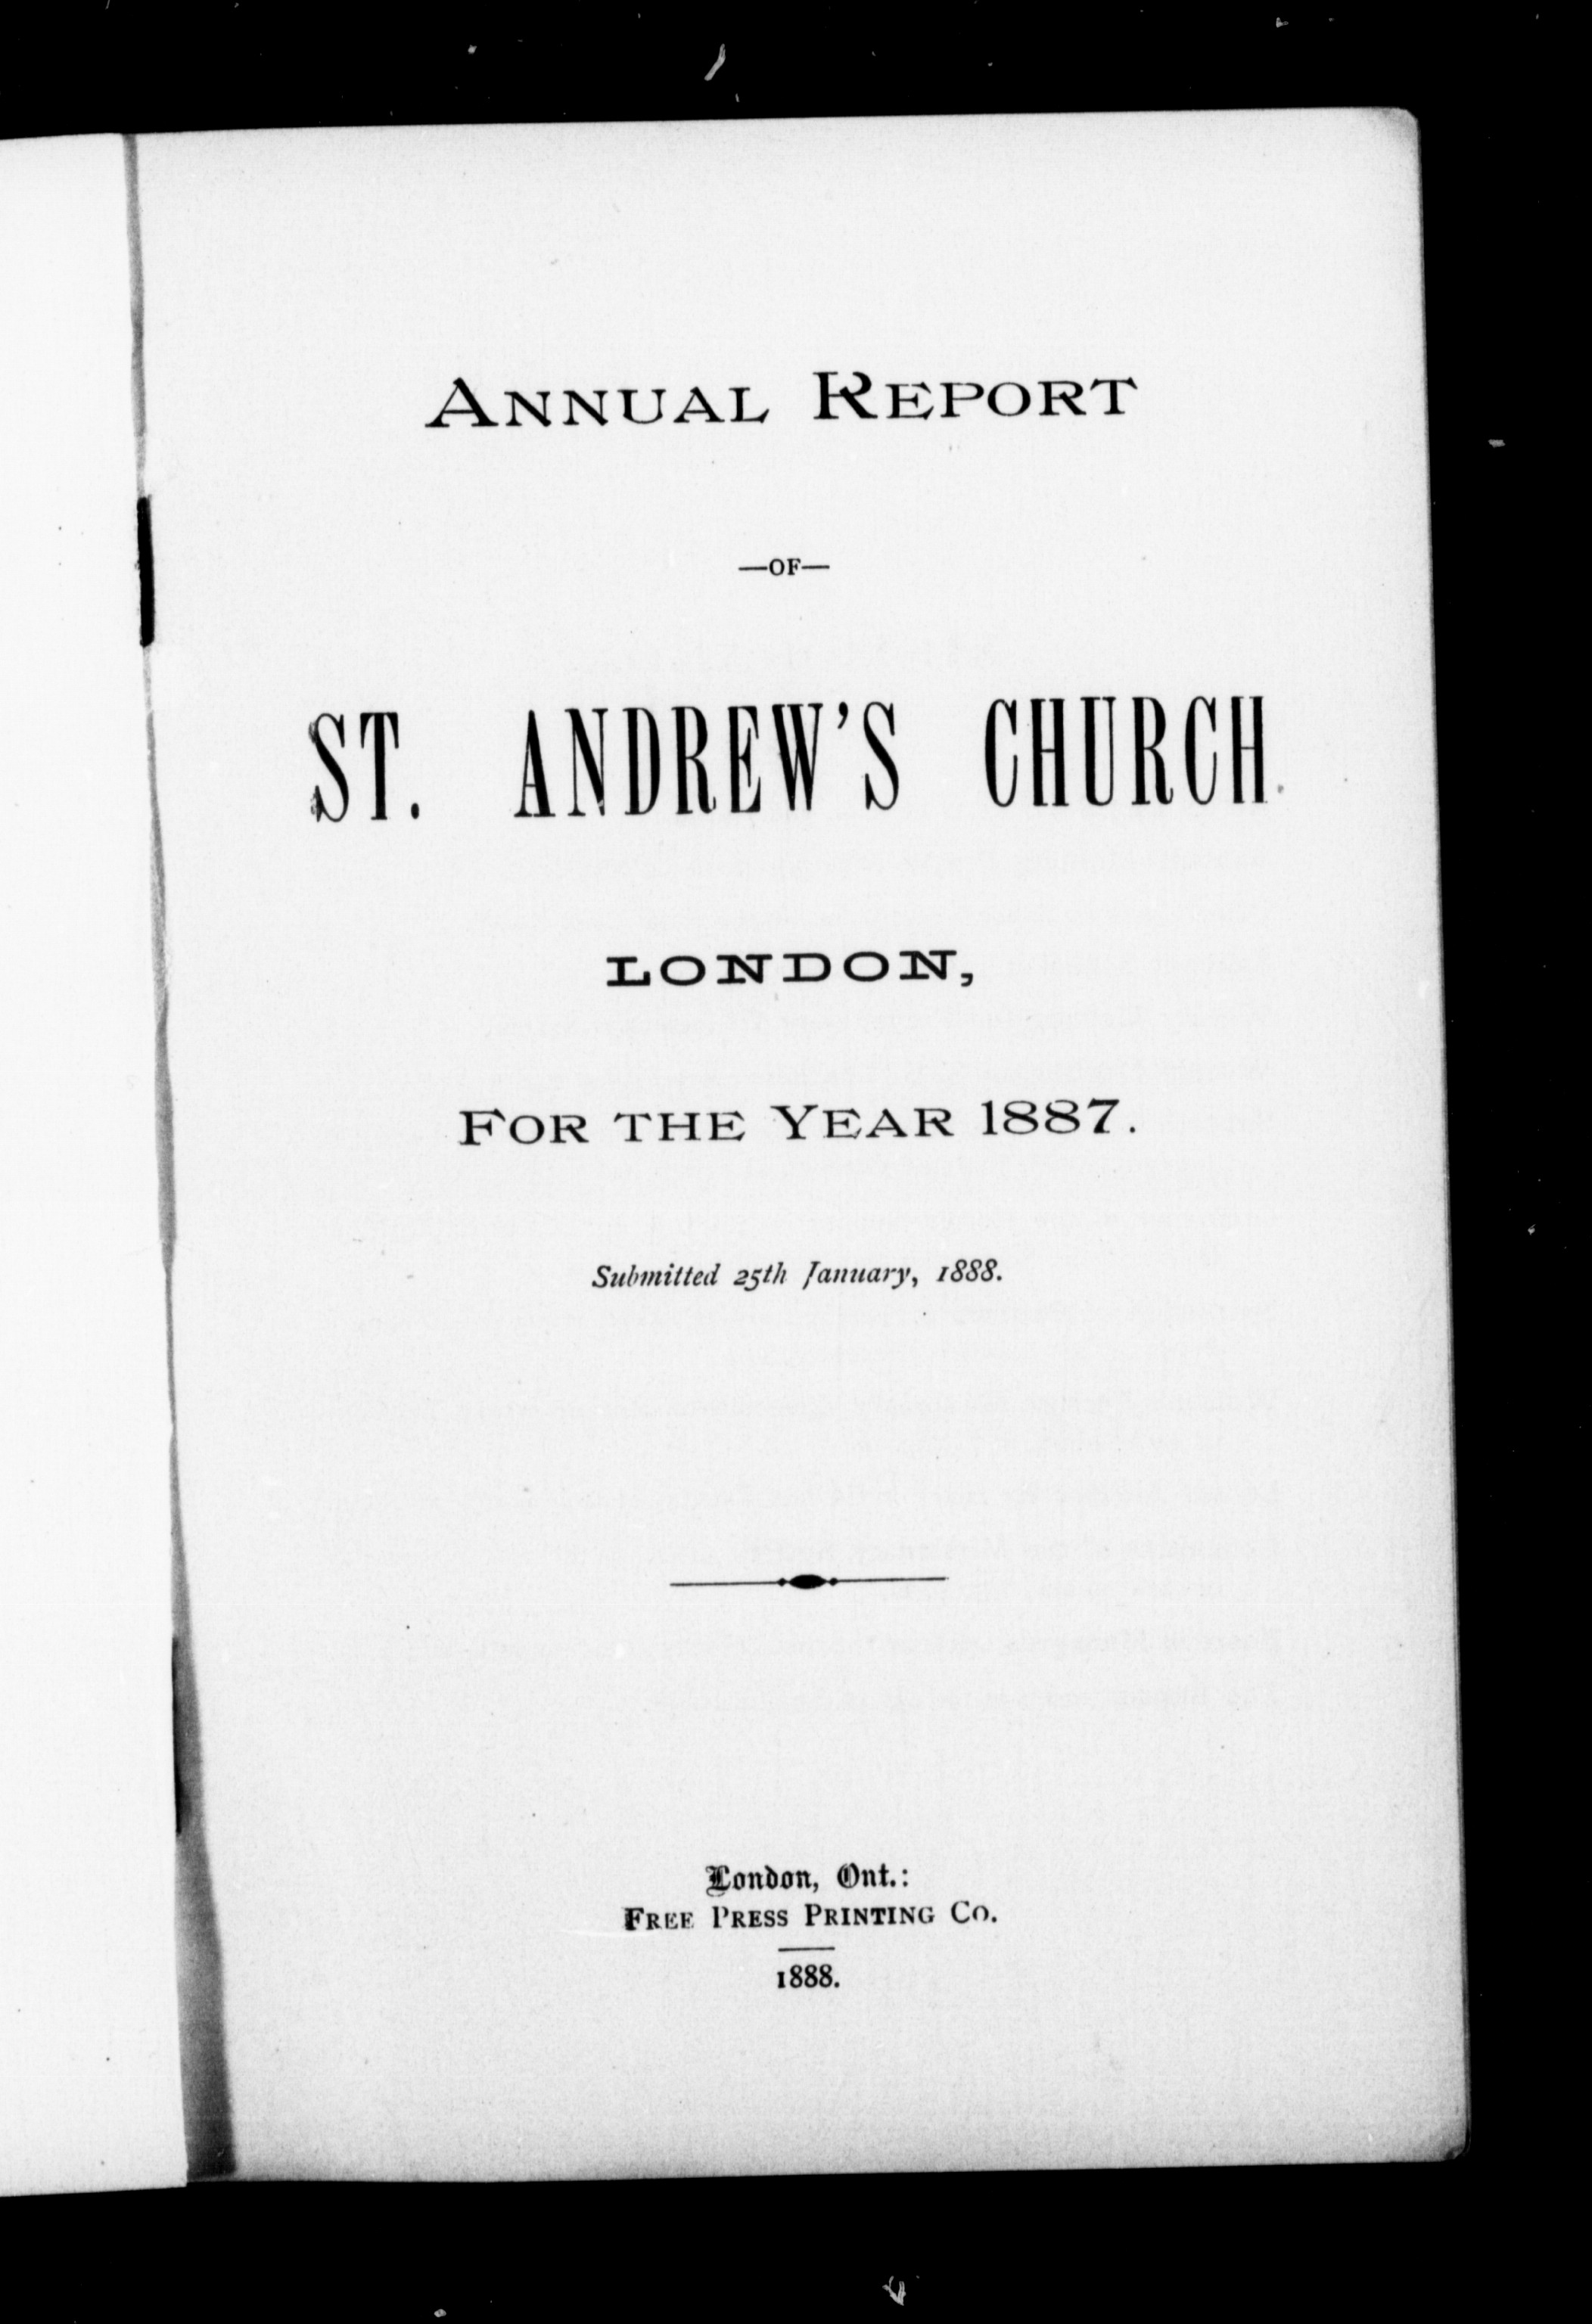 ANNUAL REPORT
—OF—
ST. ANDREW'S CHURCH.
LONDON,
FOR THE YEAR 1887.
Submitted 25th January, 1888.
London, Ont.:
FREE PRESS PRINTING CO.
1888.